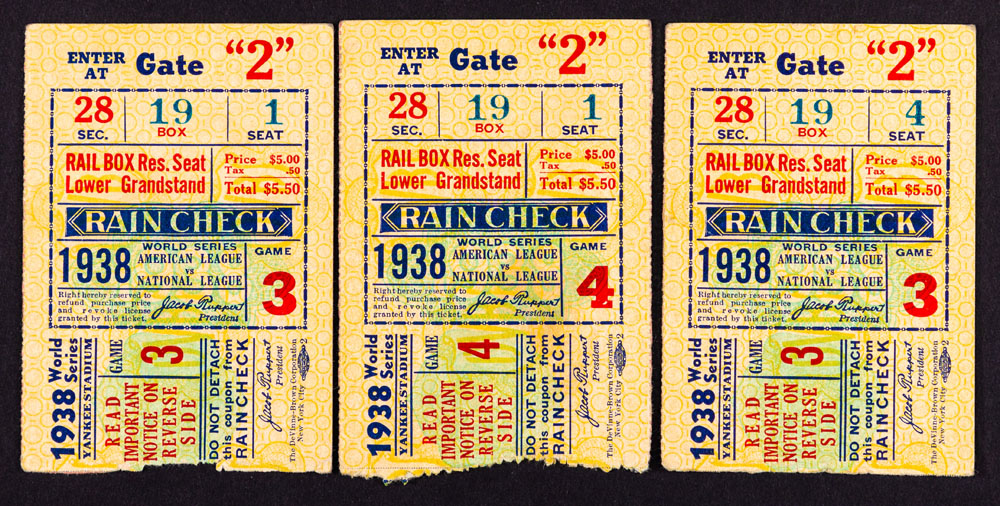 ENTER AT Gate "2"
28 SEC. 19 BOX 1 SEAT
RAIL BOX Res. Seat
Lower Grandstand
Price $5.00
Tax .50
Total $5.50
RAIN CHECK
1938
WORLD SERIES
AMERICAN LEAGUE
vs
NATIONAL LEAGUE
GAME
3
Right hereby reserved to
refund purchase price
and revoke license
granted by this ticket.
Jacob Ruppert
President
1938 World Series
YANKEE STADIUM
GAME 3
READ
IMPORTANT
NOTICE ON
REVERSE
SIDE
DO NOT DETACH
this coupon from
RAIN CHECK
Jacob Ruppert
President
The DeVinne-Brown Corporation
New York City
2
ENTER AT Gate "2"
28 SEC. 19 BOX 1 SEAT
RAIL BOX Res. Seat
Lower Grandstand
Price $5.00
Tax .50
Total $5.50
RAIN CHECK
1938
WORLD SERIES
AMERICAN LEAGUE
vs
NATIONAL LEAGUE
GAME
4
Right hereby reserved to
refund purchase price
and revoke license
granted by this ticket.
Jacob Ruppert
President
1938 World Series
YANKEE STADIUM
GAME 4
READ
IMPORTANT
NOTICE ON
REVERSE
SIDE
DO NOT DETACH
this coupon from
RAIN CHECK
Jacob Ruppert
President
The DeVinne-Brown Corporation
New York City
2
ENTER AT Gate "2"
28 SEC. 19 BOX 4 SEAT
RAIL BOX Res. Seat
Lower Grandstand
Price $5.00
Tax .50
Total $5.50
RAIN CHECK
1938
WORLD SERIES
AMERICAN LEAGUE
vs
NATIONAL LEAGUE
GAME
3
Right hereby reserved to
refund purchase price
and revoke license
granted by this ticket.
Jacob Ruppert
President
1938 World Series
YANKEE STADIUM
GAME 3
READ
IMPORTANT
NOTICE ON
REVERSE
SIDE
DO NOT DETACH
this coupon from
RAIN CHECK
Jacob Ruppert
President
The DeVinne-Brown Corporation
New York City
2